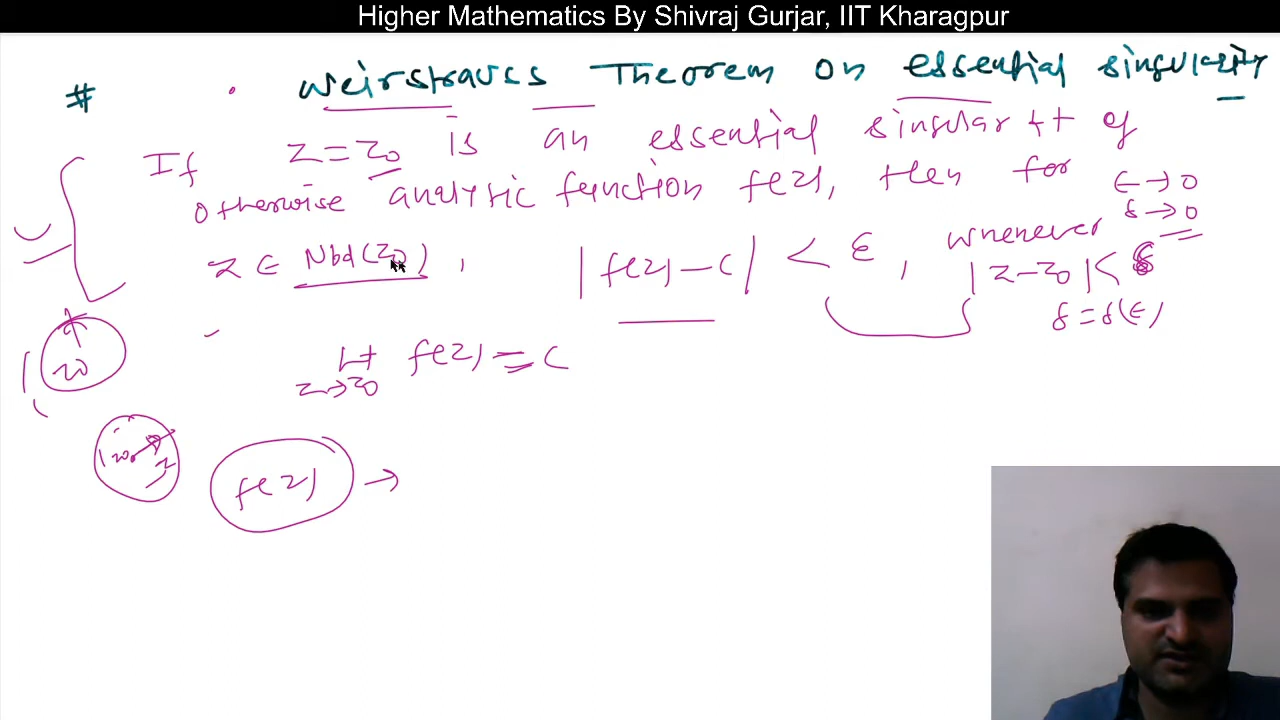 Higher Mathematics By Shivraj Gurjar, IIT Kharagpur
# . Weirstravcs Theorem on essential singularity
If z = z0 is an essential singular pt of
otherwise analytic function f(z), then for
ε → 0
δ → 0
z ∈ Nbd(z0), |f(z) – c| < ε, whenever |z – z0| < δ
δ = δ(ε)
z0
Lt f(z) = c
z→z0
z0 z
f(z) →